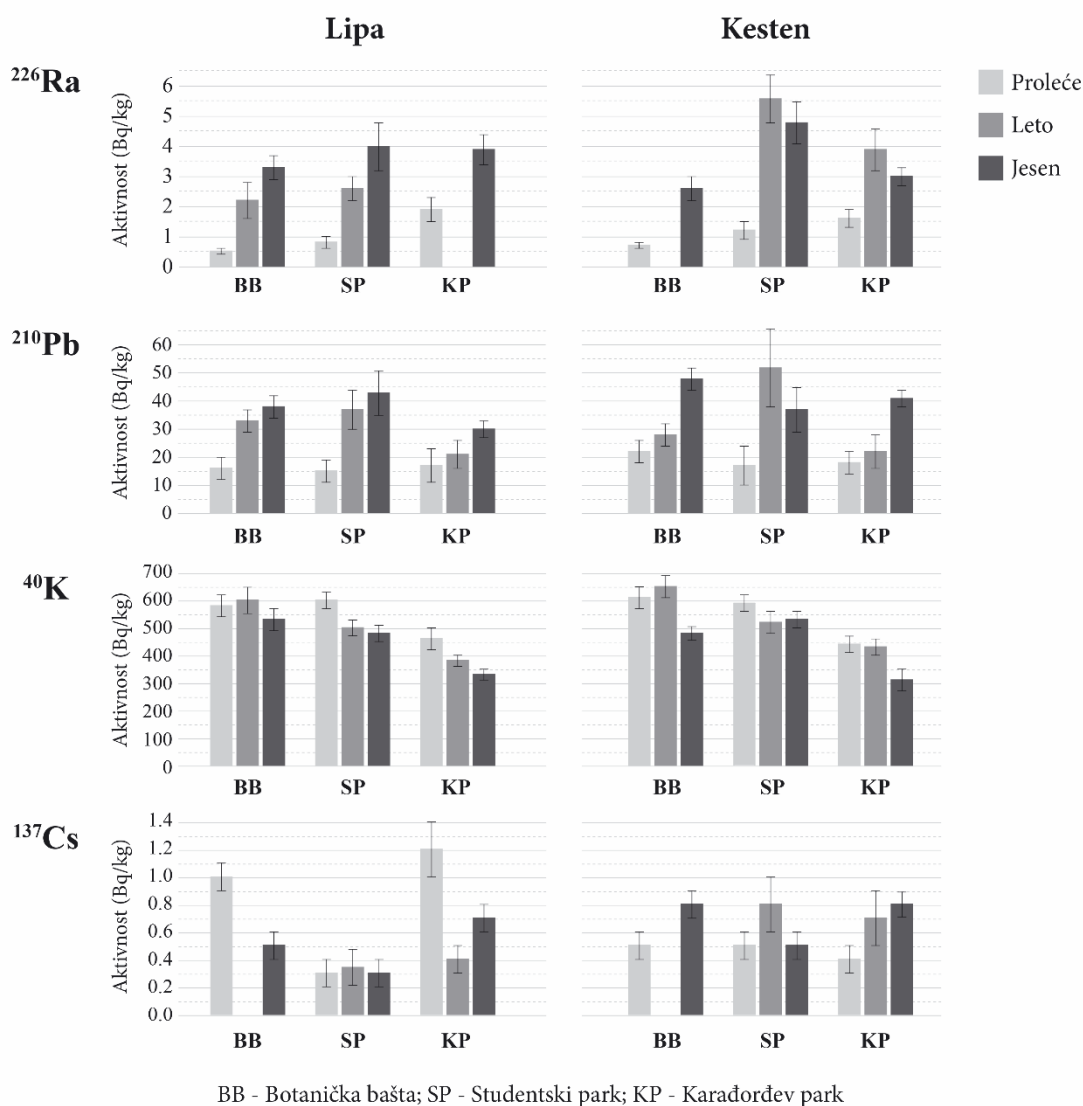 Lipa
Kesten
²²⁶Ra
Aktivnost (Bq/kg)
6
5
4
3
2
1
0
BB
SP
KP
BB
SP
KP
Proleće
Leto
Jesen
²¹⁰Pb
Aktivnost (Bq/kg)
60
50
40
30
20
10
0
BB
SP
KP
BB
SP
KP
⁴⁰K
Aktivnost (Bq/kg)
700
600
500
400
300
200
100
0
BB
SP
KP
BB
SP
KP
¹³⁷Cs
Aktivnost (Bq/kg)
1.4
1.2
1.0
0.8
0.6
0.4
0.2
0.0
BB
SP
KP
BB
SP
KP
BB - Botanička bašta; SP - Studentski park; KP - Karađorđev park